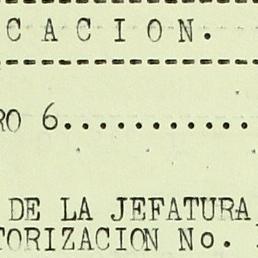 C A C I O N.
RO 6...........
DE LA JEFATURA
TORIZACION No.